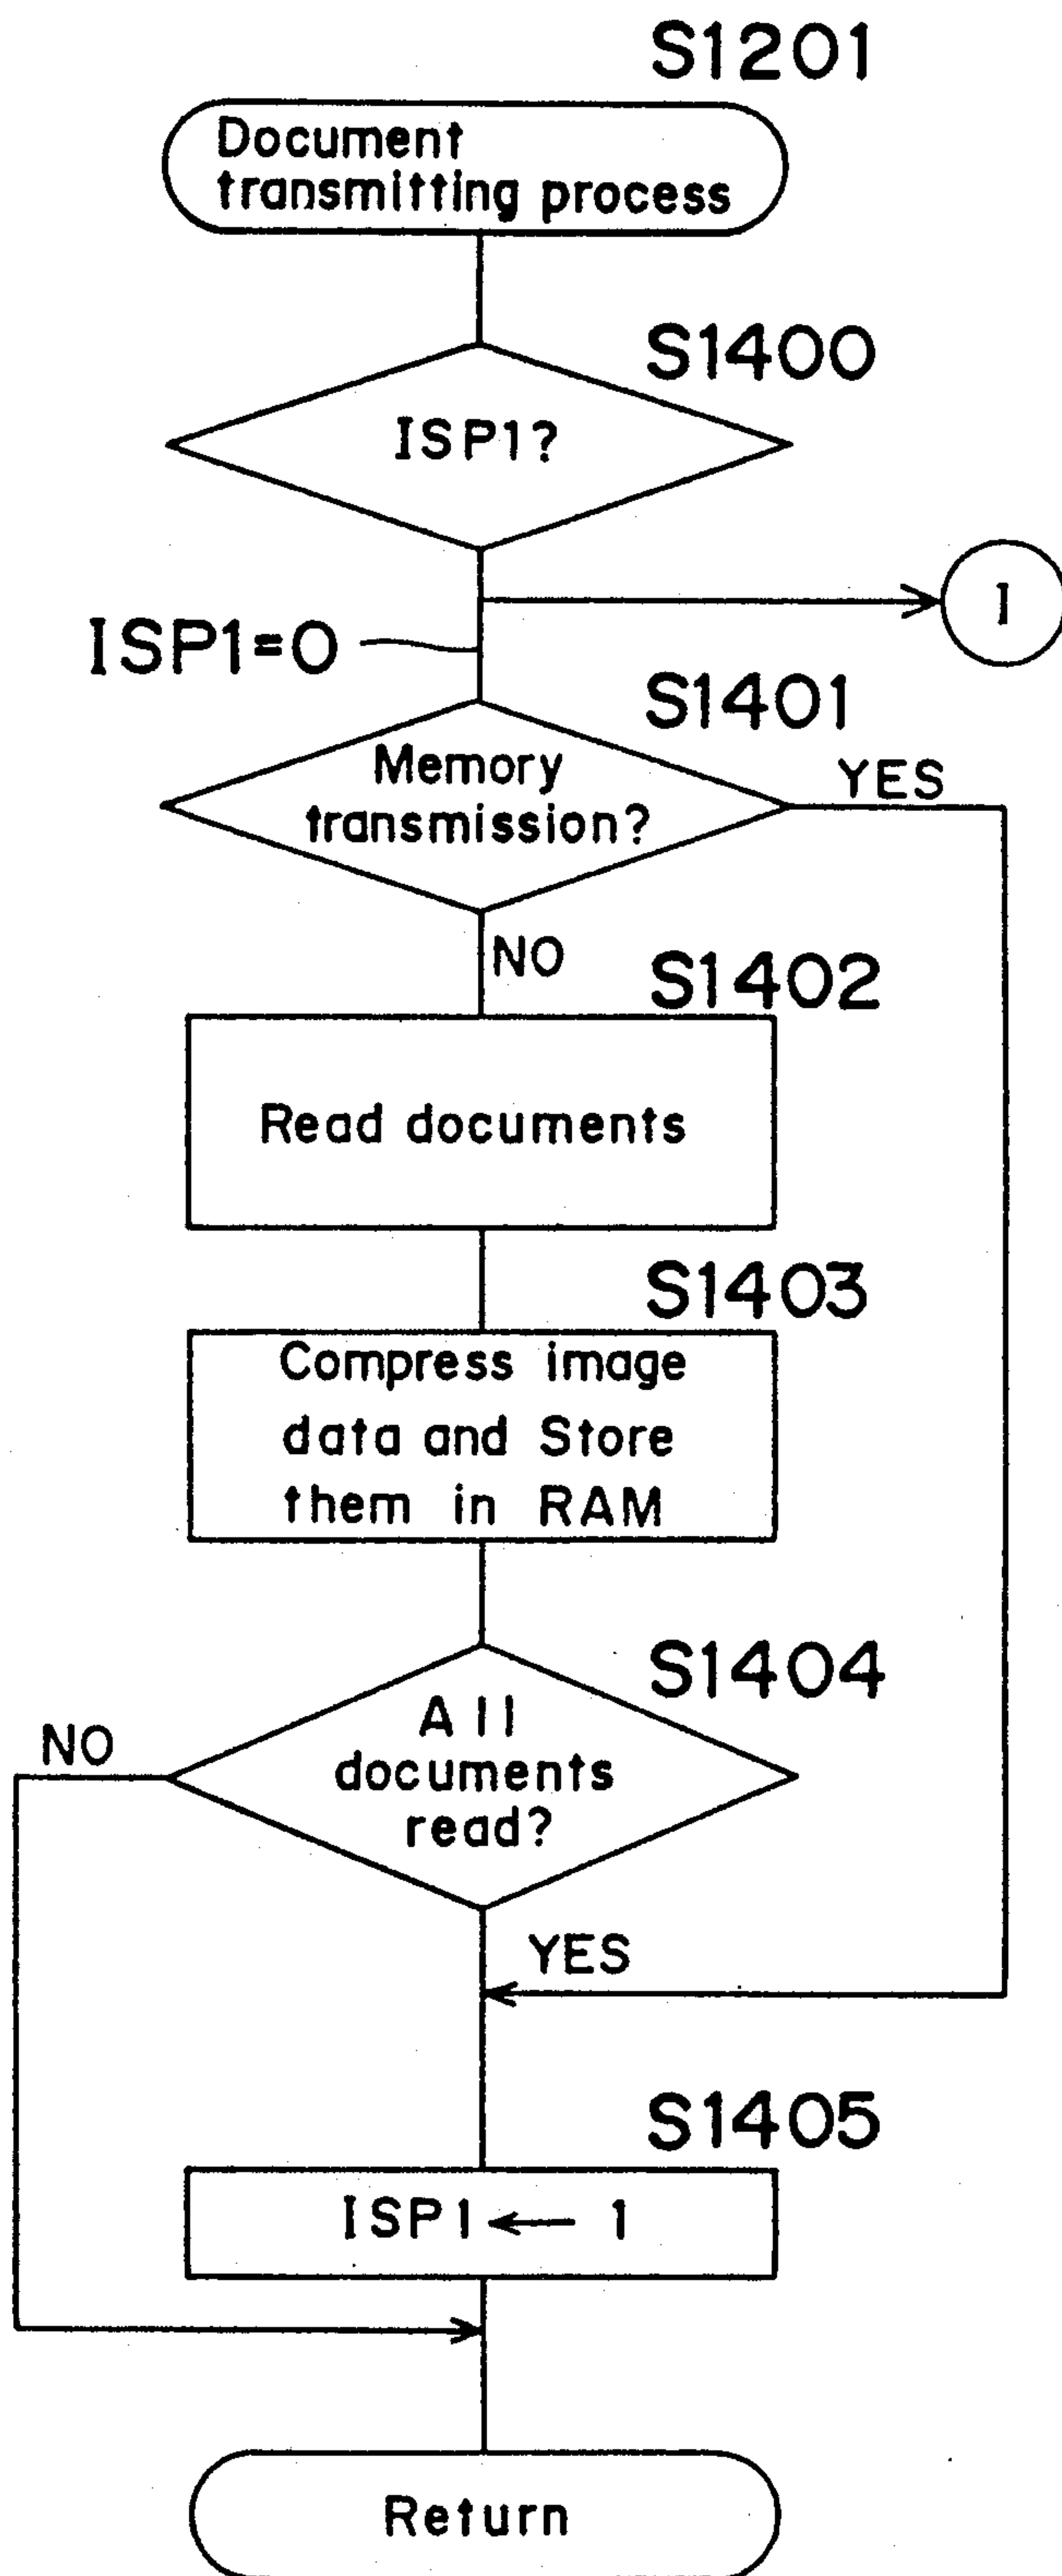 S1201
Document
transmitting process
S1400
ISP1?
I
ISP1=0
S1401
Memory
transmission?
YES
NO
S1402
Read documents
S1403
Compress image
data and Store
them in RAM
S1404
All
documents
read?
NO
YES
S1405
ISP1 ← 1
Return